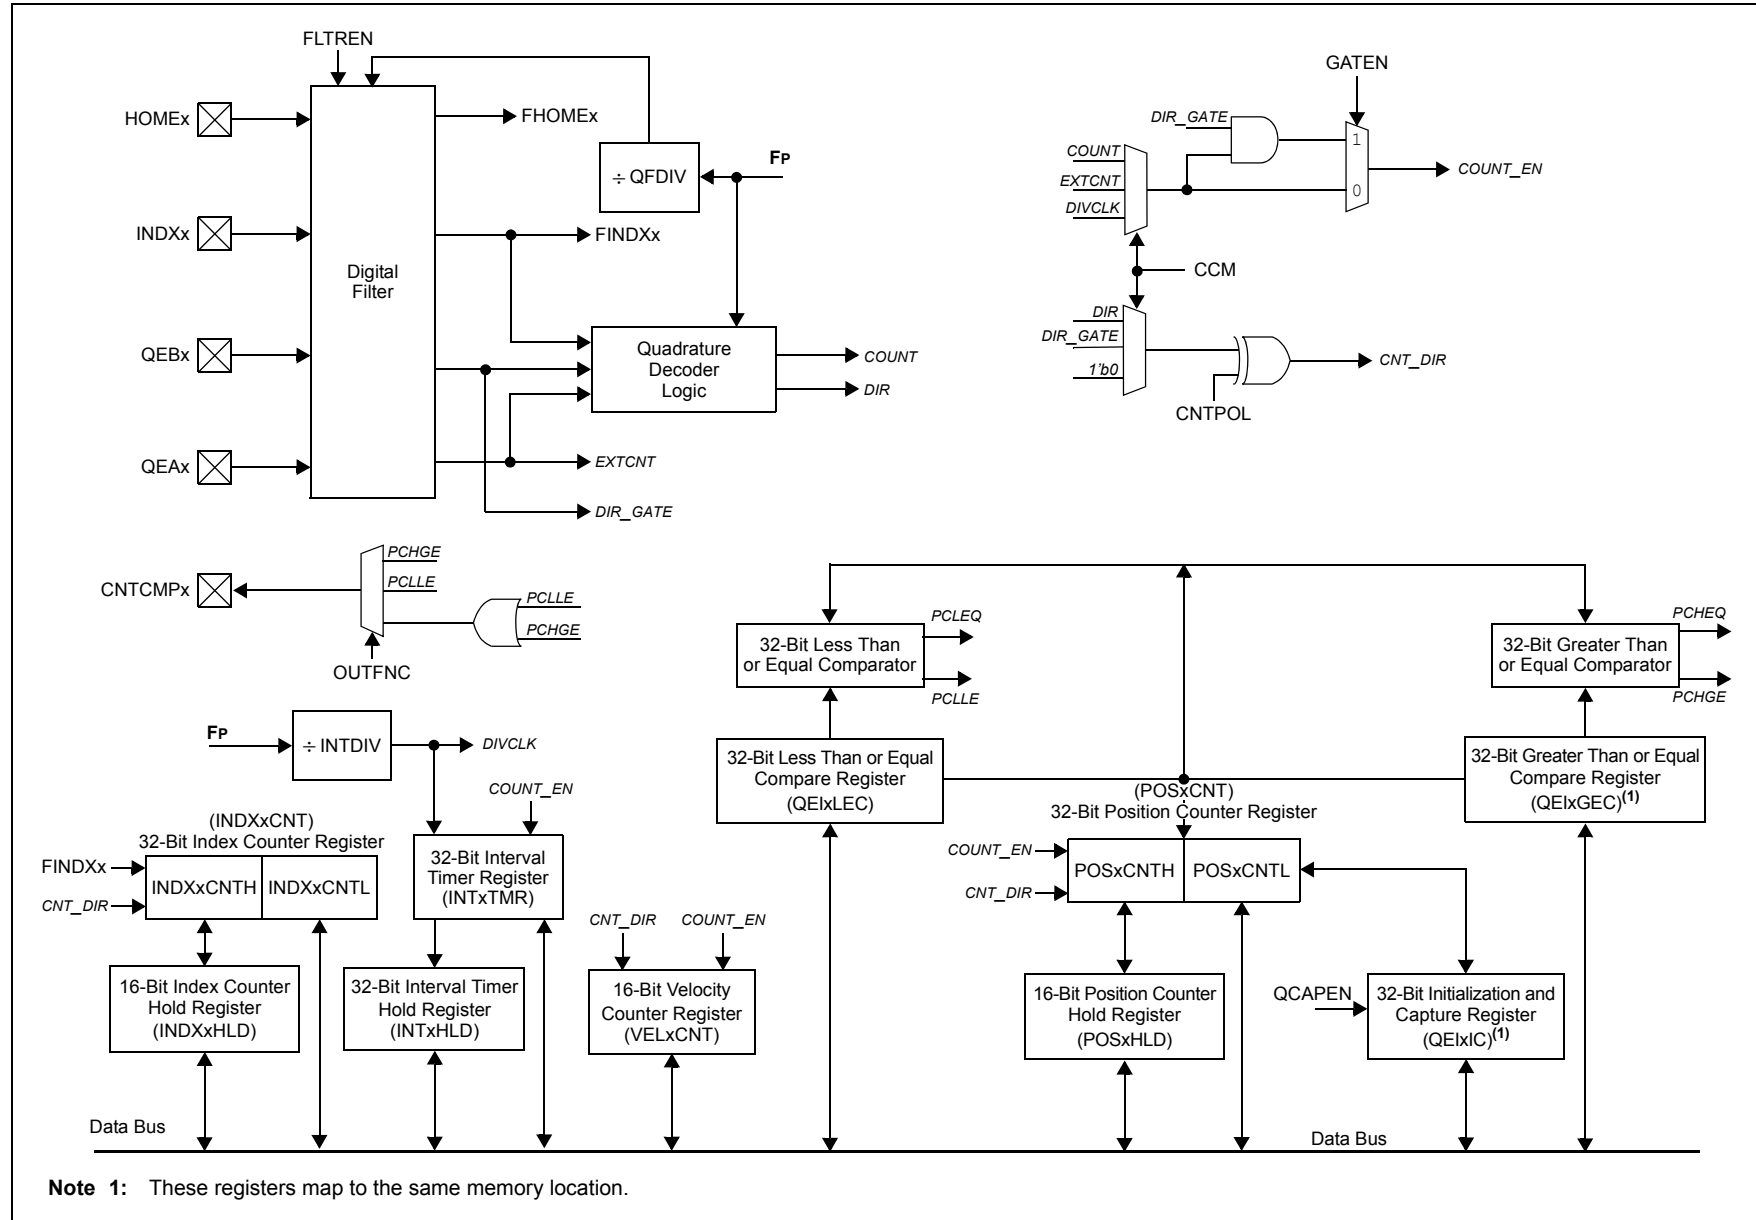 FLTREN
HOMEx
FHOMEx
÷ QFDIV
FP
INDXx
FINDXx
Digital
Filter
QEBx
Quadrature
Decoder
Logic
COUNT
DIR
QEAx
EXTCNT
DIR_GATE
GATEN
DIR_GATE
COUNT
EXTCNT
DIVCLK
1
0
COUNT_EN
CCM
DIR
DIR_GATE
1'b0
CNT_DIR
CNTPOL
CNTCMPx
PCHGE
PCLLE
PCLLE
PCHGE
OUTFNC
32-Bit Less Than
or Equal Comparator
PCLEQ
PCLLE
32-Bit Greater Than
or Equal Comparator
PCHEQ
PCHGE
FP
÷ INTDIV
DIVCLK
COUNT_EN
32-Bit Less Than or Equal
Compare Register
(QEIxLEC)
32-Bit Greater Than or Equal
Compare Register
(QEIxGEC)(1)
(POSxCNT)
32-Bit Position Counter Register
(INDXxCNT)
32-Bit Index Counter Register
FINDXx
CNT_DIR
INDXxCNTH
INDXxCNTL
32-Bit Interval
Timer Register
(INTxTMR)
COUNT_EN
CNT_DIR
POSxCNTH
POSxCNTL
CNT_DIR
COUNT_EN
16-Bit Index Counter
Hold Register
(INDXxHLD)
32-Bit Interval Timer
Hold Register
(INTxHLD)
16-Bit Velocity
Counter Register
(VELxCNT)
16-Bit Position Counter
Hold Register
(POSxHLD)
QCAPEN
32-Bit Initialization and
Capture Register
(QEIxIC)(1)
Data Bus
Data Bus
Note 1: These registers map to the same memory location.